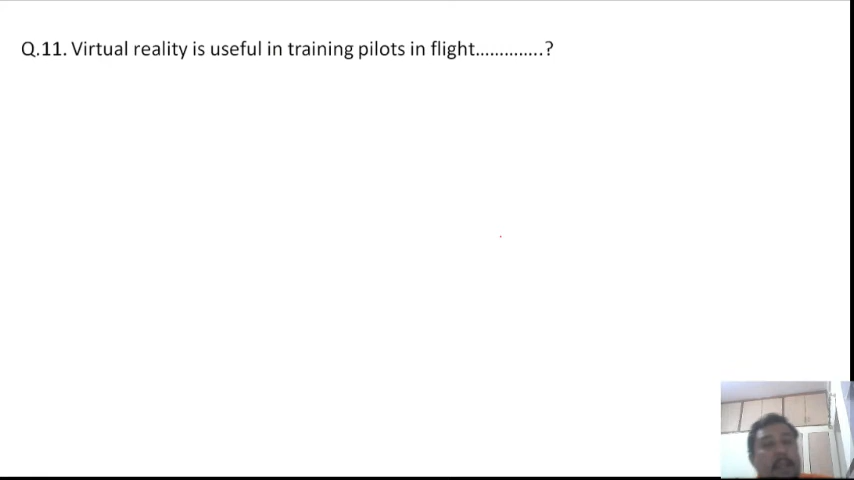 Q.11. Virtual reality is useful in training pilots in flight.............?